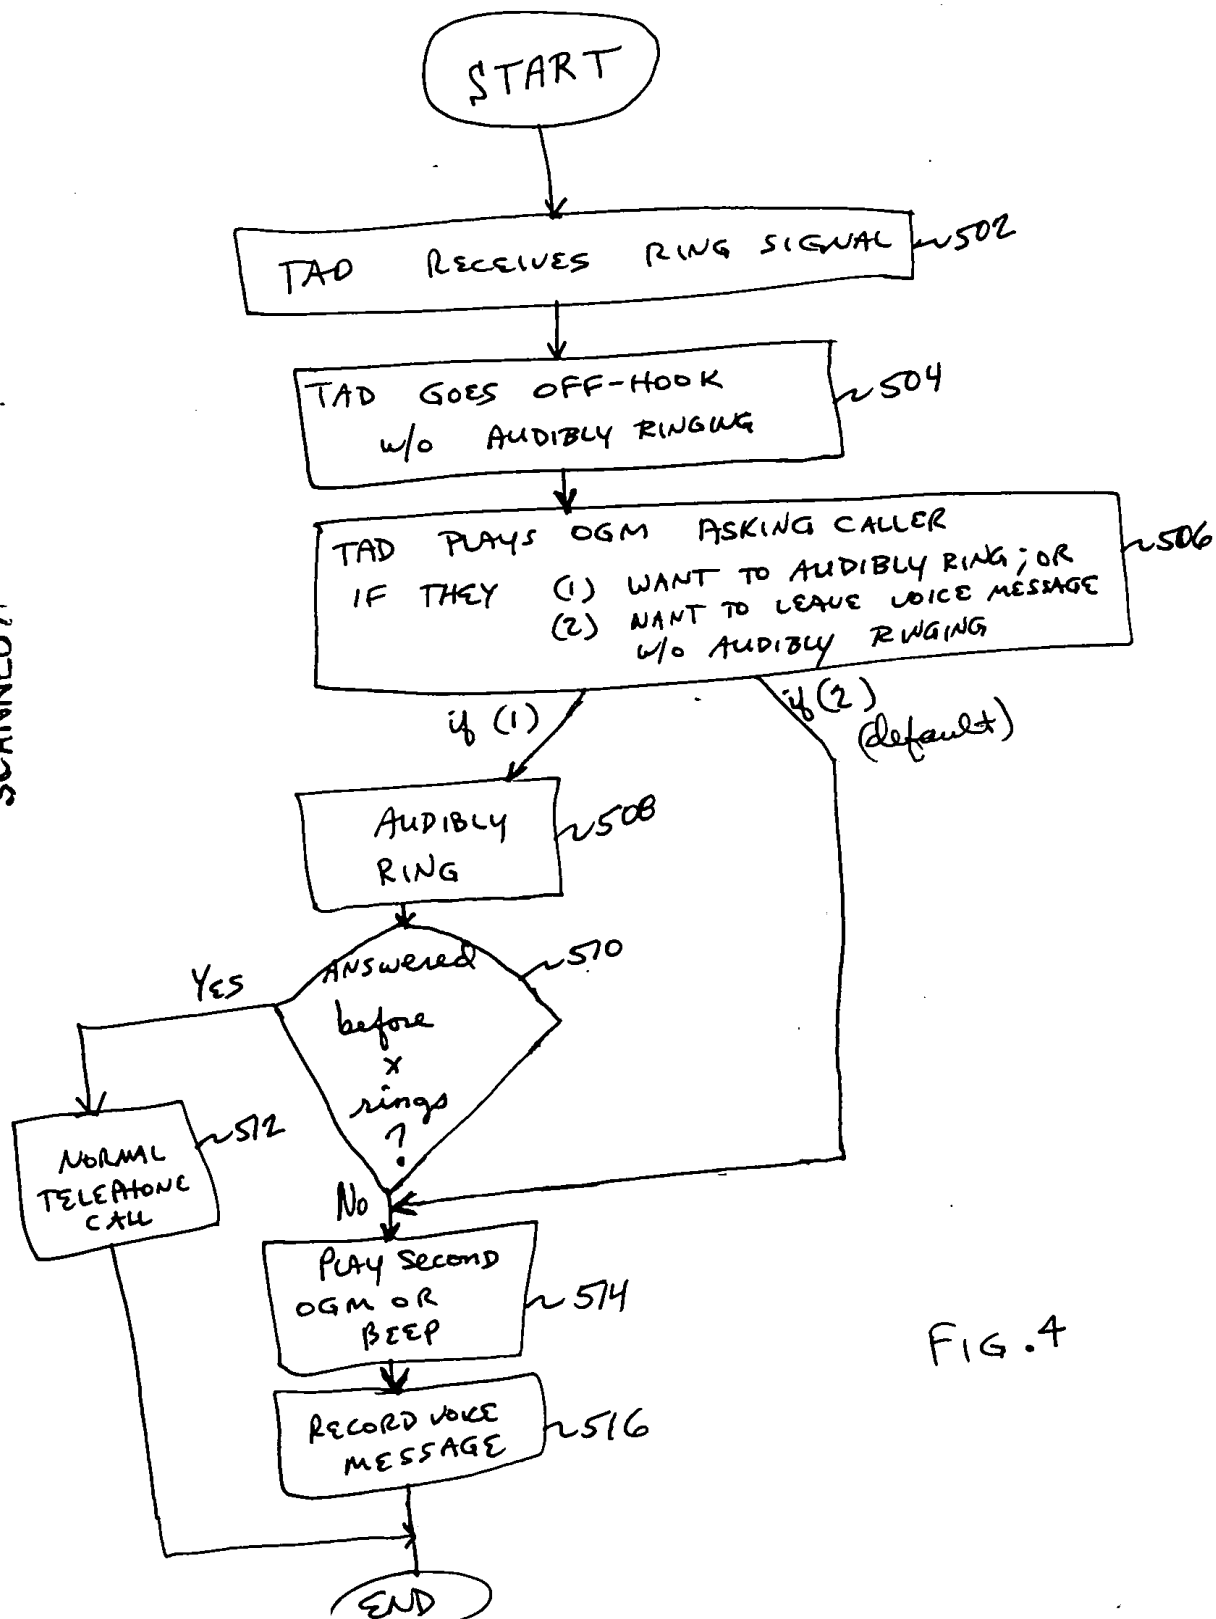 START
TAD RECEIVES RING SIGNAL
502
TAD GOES OFF-HOOK
w/o AUDIBLY RINGING
504
TAD PLAYS OGM ASKING CALLER
IF THEY (1) WANT TO AUDIBLY RING; OR
(2) WANT TO LEAVE VOICE MESSAGE
w/o AUDIBLY RINGING
506
if (1)
if (2)
(default)
AUDIBLY
RING
508
ANSWERED
before
x
rings
?
510
YES
NORMAL
TELEPHONE
CALL
512
No
PLAY SECOND
OGM OR
BEEP
514
RECORD VOICE
MESSAGE
516
END
FIG. 4